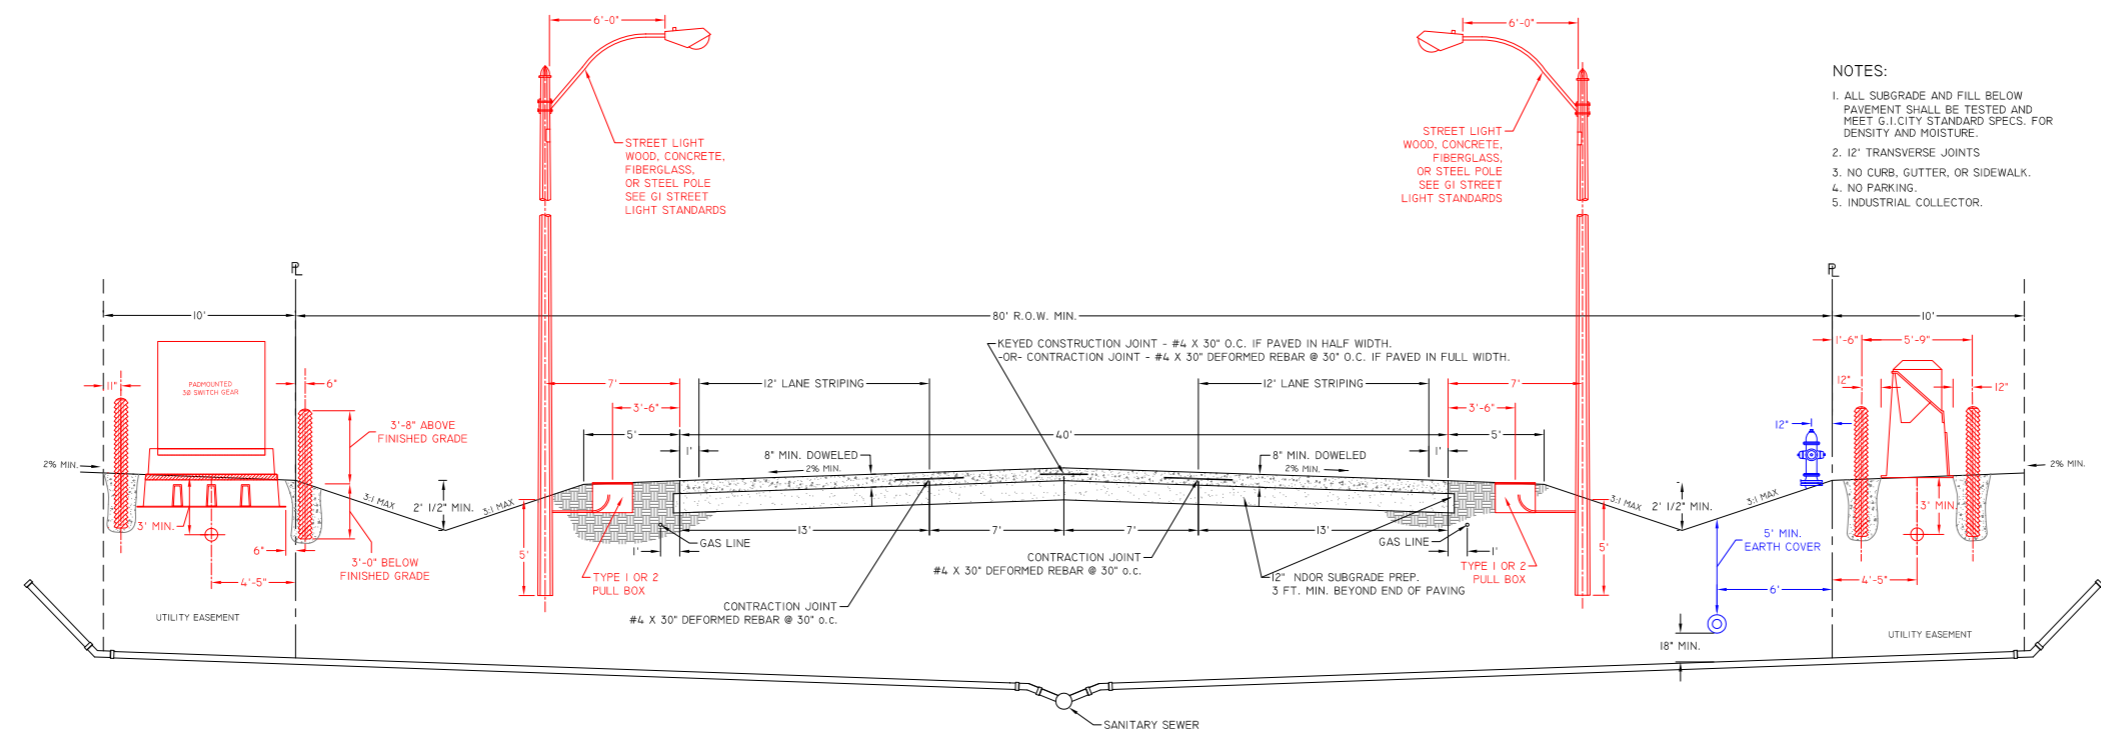 6'-0"
6'-0"
NOTES:
1. ALL SUBGRADE AND FILL BELOW
PAVEMENT SHALL BE TESTED AND
MEET G.I.CITY STANDARD SPECS. FOR
DENSITY AND MOISTURE.
2. 12' TRANSVERSE JOINTS
3. NO CURB, GUTTER, OR SIDEWALK.
4. NO PARKING.
5. INDUSTRIAL COLLECTOR.
STREET LIGHT
WOOD, CONCRETE,
FIBERGLASS,
OR STEEL POLE
SEE GI STREET
LIGHT STANDARDS
STREET LIGHT
WOOD, CONCRETE,
FIBERGLASS,
OR STEEL POLE
SEE GI STREET
LIGHT STANDARDS
PL
PL
10'
80' R.O.W. MIN.
10'
KEYED CONSTRUCTION JOINT - #4 X 30" O.C. IF PAVED IN HALF WIDTH.
-OR- CONTRACTION JOINT - #4 X 30" DEFORMED REBAR @ 30" O.C. IF PAVED IN FULL WIDTH.
1'-6"
5'-9"
11"
PADMOUNTED
3Ø SWITCH GEAR
6"
7'
12' LANE STRIPING
12' LANE STRIPING
7'
12"
12"
3'-6"
3'-6"
3'-8" ABOVE
FINISHED GRADE
12"
5'
40'
5'
1'
8" MIN. DOWELED
8" MIN. DOWELED
1'
2% MIN.
2% MIN.
2% MIN.
2% MIN.
3:1 MAX
2' 1/2" MIN.
3:1 MAX
3:1 MAX
2' 1/2" MIN.
3:1 MAX
3' MIN.
3' MIN.
13'
7'
7'
13'
5' MIN.
EARTH COVER
6"
5'
1'
GAS LINE
GAS LINE
1'
5'
3'-0" BELOW
FINISHED GRADE
CONTRACTION JOINT
#4 X 30" DEFORMED REBAR @ 30" o.c.
TYPE 1 OR 2
PULL BOX
TYPE 1 OR 2
PULL BOX
12" NDOR SUBGRADE PREP.
3 FT. MIN. BEYOND END OF PAVING
4'-5"
6'
4'-5"
CONTRACTION JOINT
#4 X 30" DEFORMED REBAR @ 30" o.c.
UTILITY EASEMENT
UTILITY EASEMENT
18" MIN.
SANITARY SEWER